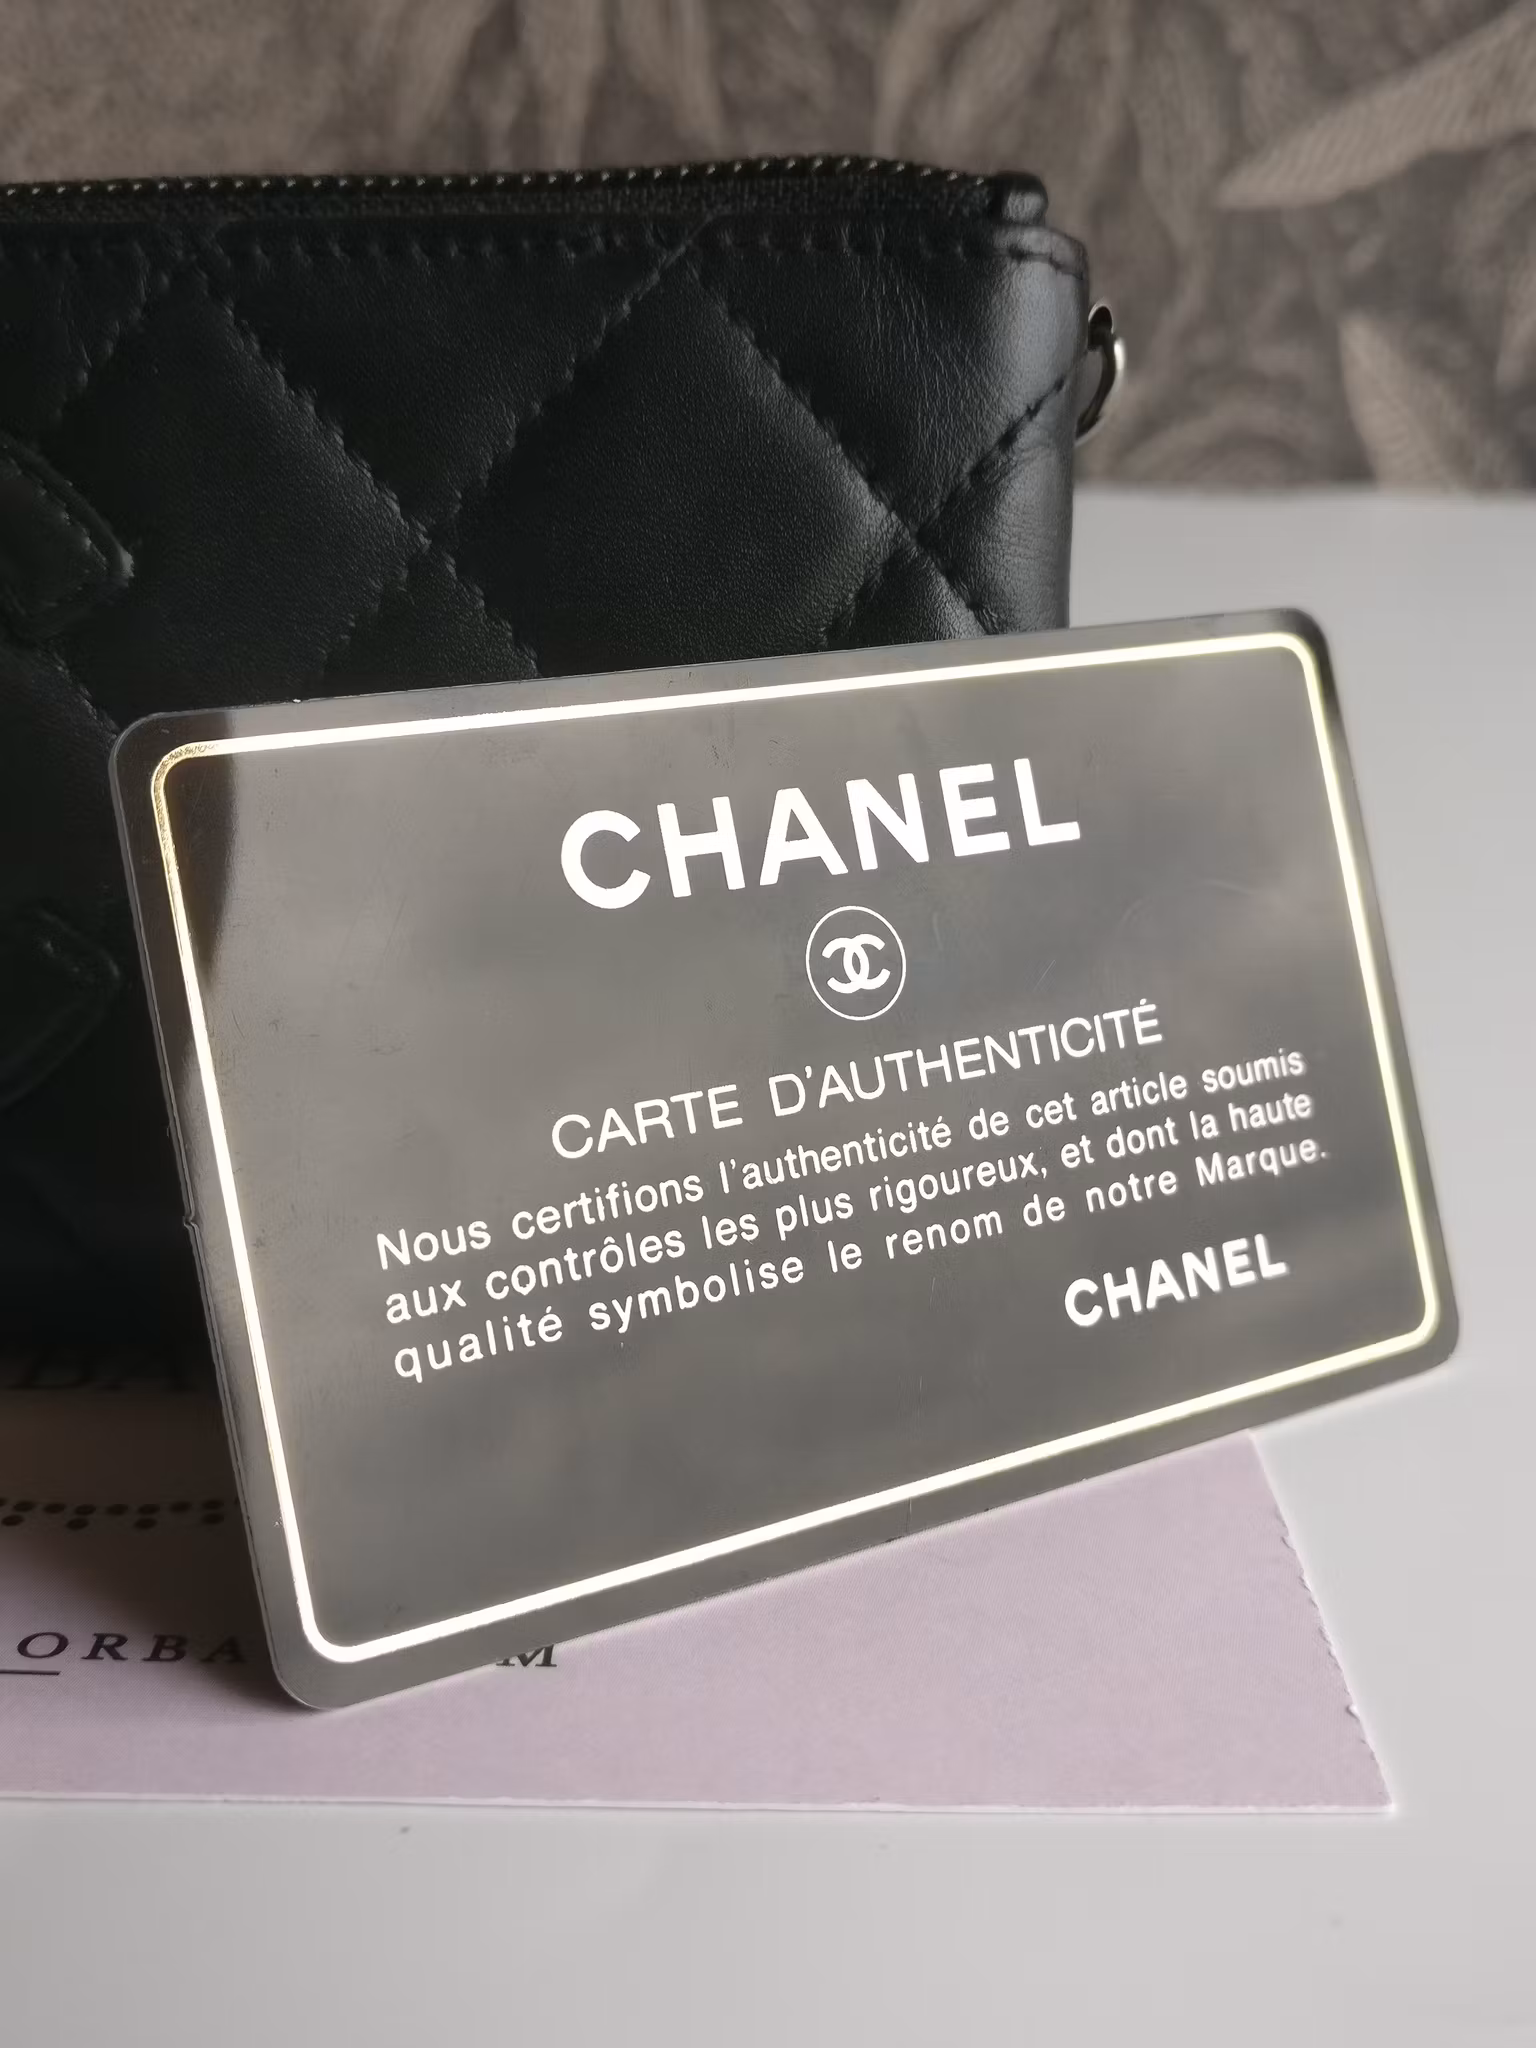 CHANEL
CARTE D'AUTHENTICITÉ
Nous certifions l'authenticité de cet article soumis
aux contrôles les plus rigoureux, et dont la haute
qualité symbolise le renom de notre Marque.
CHANEL